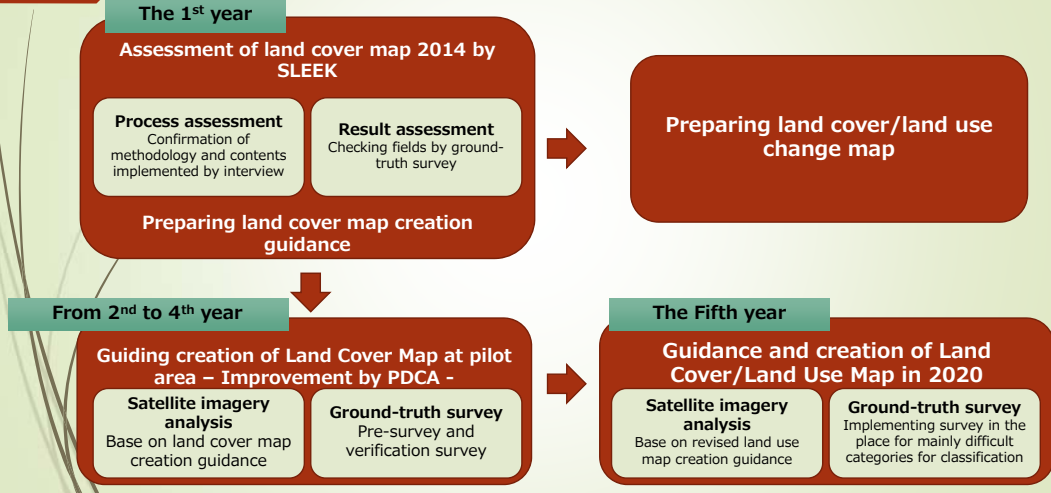 The 1st year
Assessment of land cover map 2014 by
SLEEK
Process assessment
Confirmation of
methodology and contents
implemented by interview
Result assessment
Checking fields by ground-
truth survey
Preparing land cover map creation
guidance
Preparing land cover/land use
change map
From 2nd to 4th year
Guiding creation of Land Cover Map at pilot
area – Improvement by PDCA -
Satellite imagery
analysis
Base on land cover map
creation guidance
Ground-truth survey
Pre-survey and
verification survey
The Fifth year
Guidance and creation of Land
Cover/Land Use Map in 2020
Satellite imagery
analysis
Base on revised land use
map creation guidance
Ground-truth survey
Implementing survey in the
place for mainly difficult
categories for classification